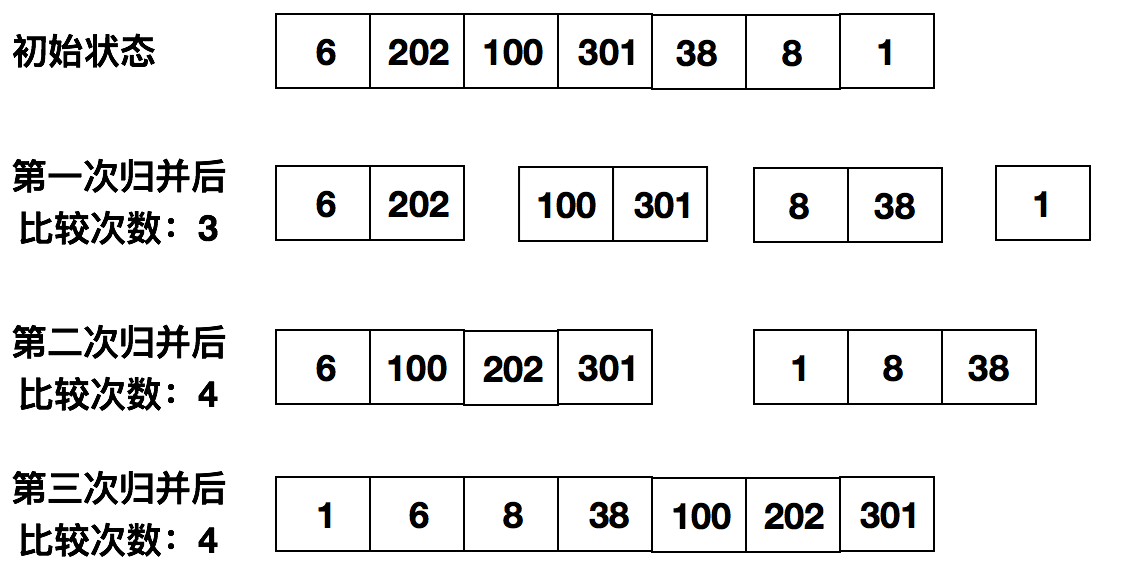 初始状态 6 202 100 301 38 8 1
第一次归并后
比较次数：3
6 202 100 301 8 38 1
第二次归并后
比较次数：4
6 100 202 301 1 8 38
第三次归并后
比较次数：4
1 6 8 38 100 202 301